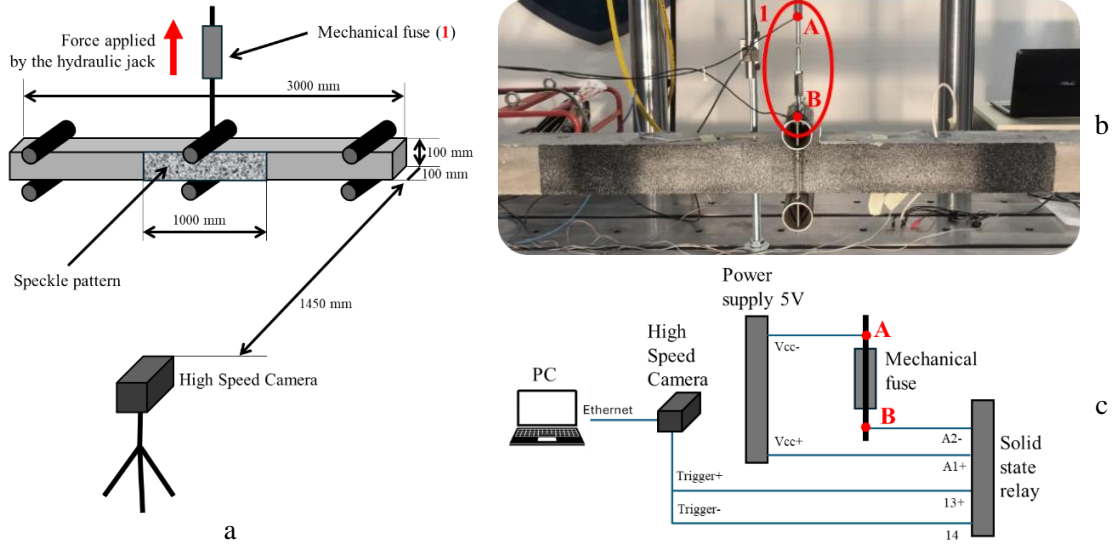 Force applied
by the hydraulic jack
Mechanical fuse (1)
3000 mm
100 mm
100 mm
1000 mm
Speckle pattern
1450 mm
High Speed Camera
a
1
A
B
b
Power
supply 5V
High
Speed
Camera
PC
Ethernet
Vcc-
A
Mechanical
fuse
B
Vcc+
A2-
A1+
Solid
state
relay
Trigger+
13+
Trigger-
14
c